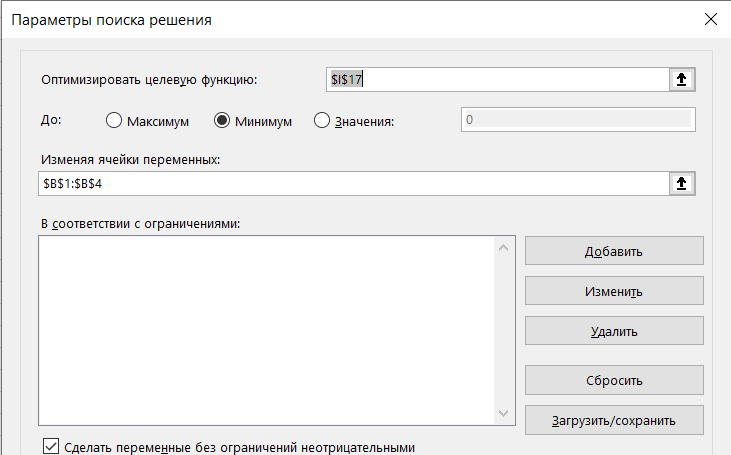 Параметры поиска решения
Оптимизировать целевую функцию: $I$17
До: Максимум Минимум Значения: 0
Изменяя ячейки переменных:
$B$1:$B$4
В соответствии с ограничениями:
Добавить
Изменить
Удалить
Сбросить
Загрузить/сохранить
Сделать переменные без ограничений неотрицательными